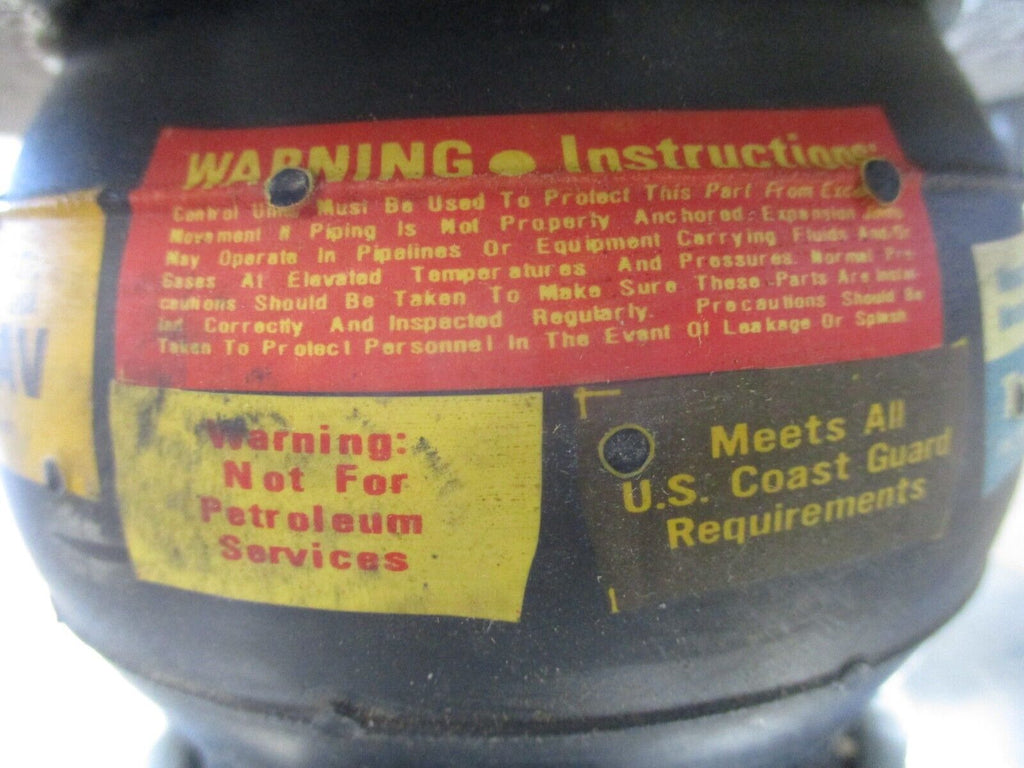 WARNING • Instructions:
Control Units Must Be Used To Protect This Part From
Movement If Piping Is Not Properly Anchored. Expansion Joints
May Operate In Pipelines Or Equipment Carrying Fluids And/Or
Gases At Elevated Temperatures And Pressures. Normal Pre-
cautions Should Be Taken To Make Sure These Parts Are Instal-
led Correctly And Inspected Regularly. Precautions Should Be
Taken To Protect Personnel In The Event Of Leakage Or Splash.
Warning:
Not For
Petroleum
Services
Meets All
U.S. Coast Guard
Requirements